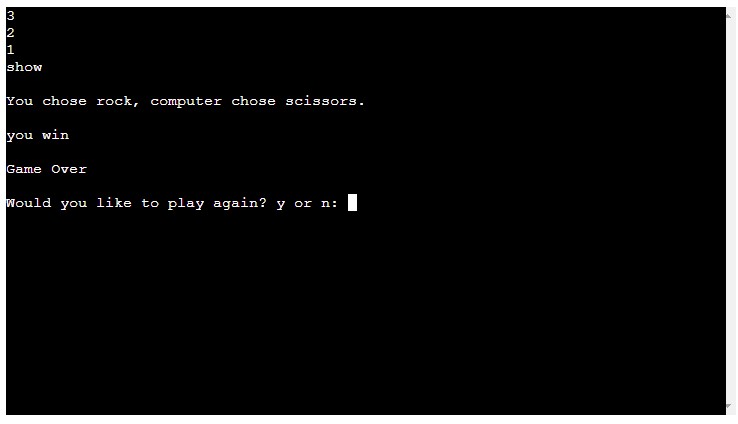 3
2
1
show
You chose rock, computer chose scissors.
you win
Game Over
Would you like to play again? y or n: